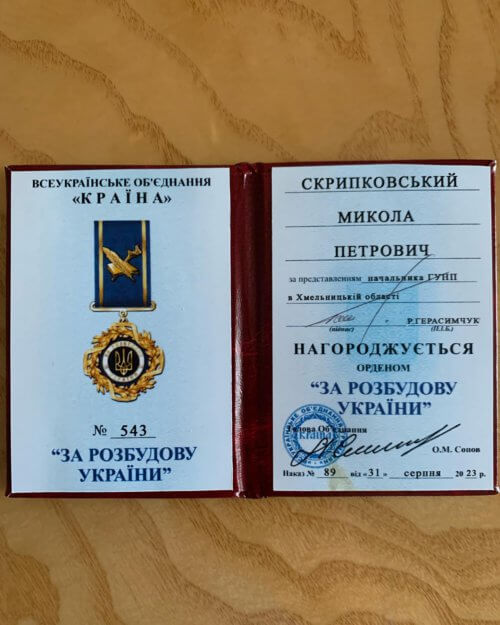 ВСЕУКРАЇНСЬКЕ ОБ'ЄДНАННЯ
«КРАЇНА»
№ 543
“ЗА РОЗБУДОВУ
УКРАЇНИ”
СКРИПКОВСЬКИЙ
МИКОЛА
ПЕТРОВИЧ
за представленням начальника ГУНП
в Хмельницькій області
Р.ГЕРАСИМЧУК
(підпис) (П.І.Б.)
НАГОРОДЖУЄТЬСЯ
ОРДЕНОМ
“ЗА РОЗБУДОВУ
УКРАЇНИ”
Голова Об'єднання
О.М. Сопов
Наказ № 89 від «31» серпня 2023р.